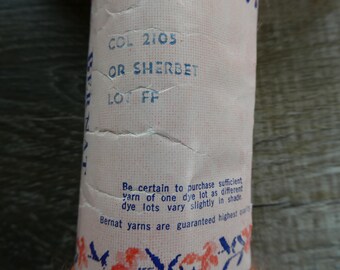 COL 2105
OR SHERBET
LOT FF
Be certain to purchase sufficient,
yarn of one dye lot as different
dye lots vary slightly in shade.
Bernat yarns are guaranteed highest